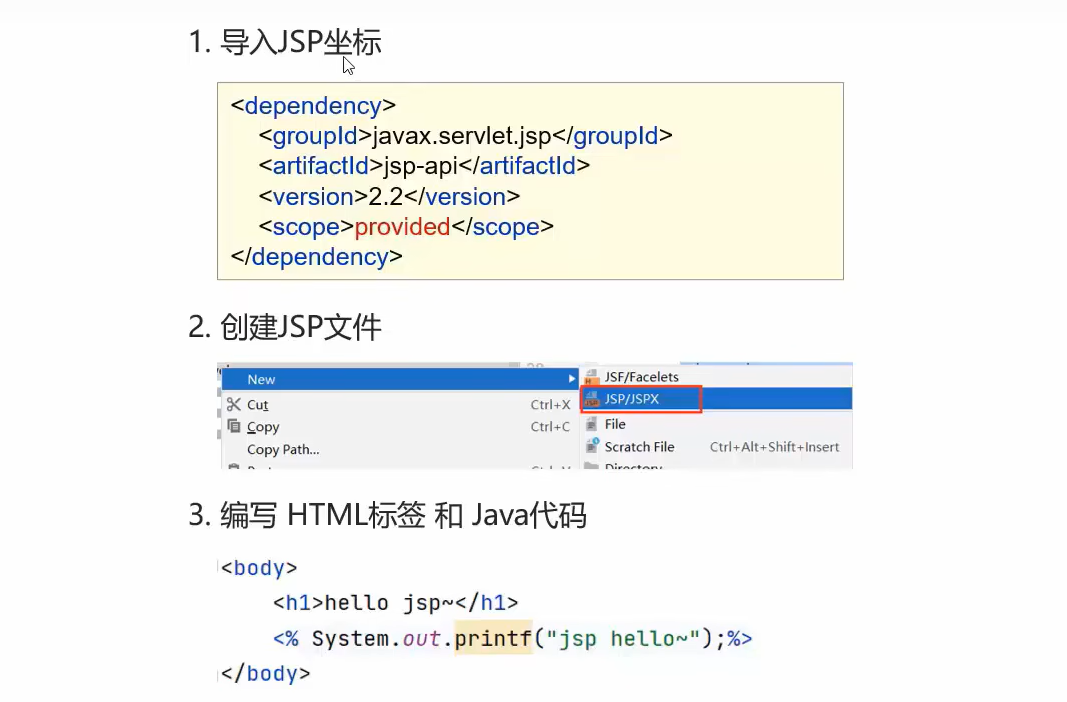 1. 导入JSP坐标
<dependency>
<groupId>javax.servlet.jsp</groupId>
<artifactId>jsp-api</artifactId>
<version>2.2</version>
<scope>provided</scope>
</dependency>
2. 创建JSP文件
New
JSF/Facelets
JSP/JSPX
Cut Ctrl+X
File
Copy Ctrl+C
Scratch File Ctrl+Alt+Shift+Insert
Copy Path...
Directory
3. 编写 HTML标签 和 Java代码
<body>
<h1>hello jsp~</h1>
<% System.out.printf("jsp hello~");%>
</body>